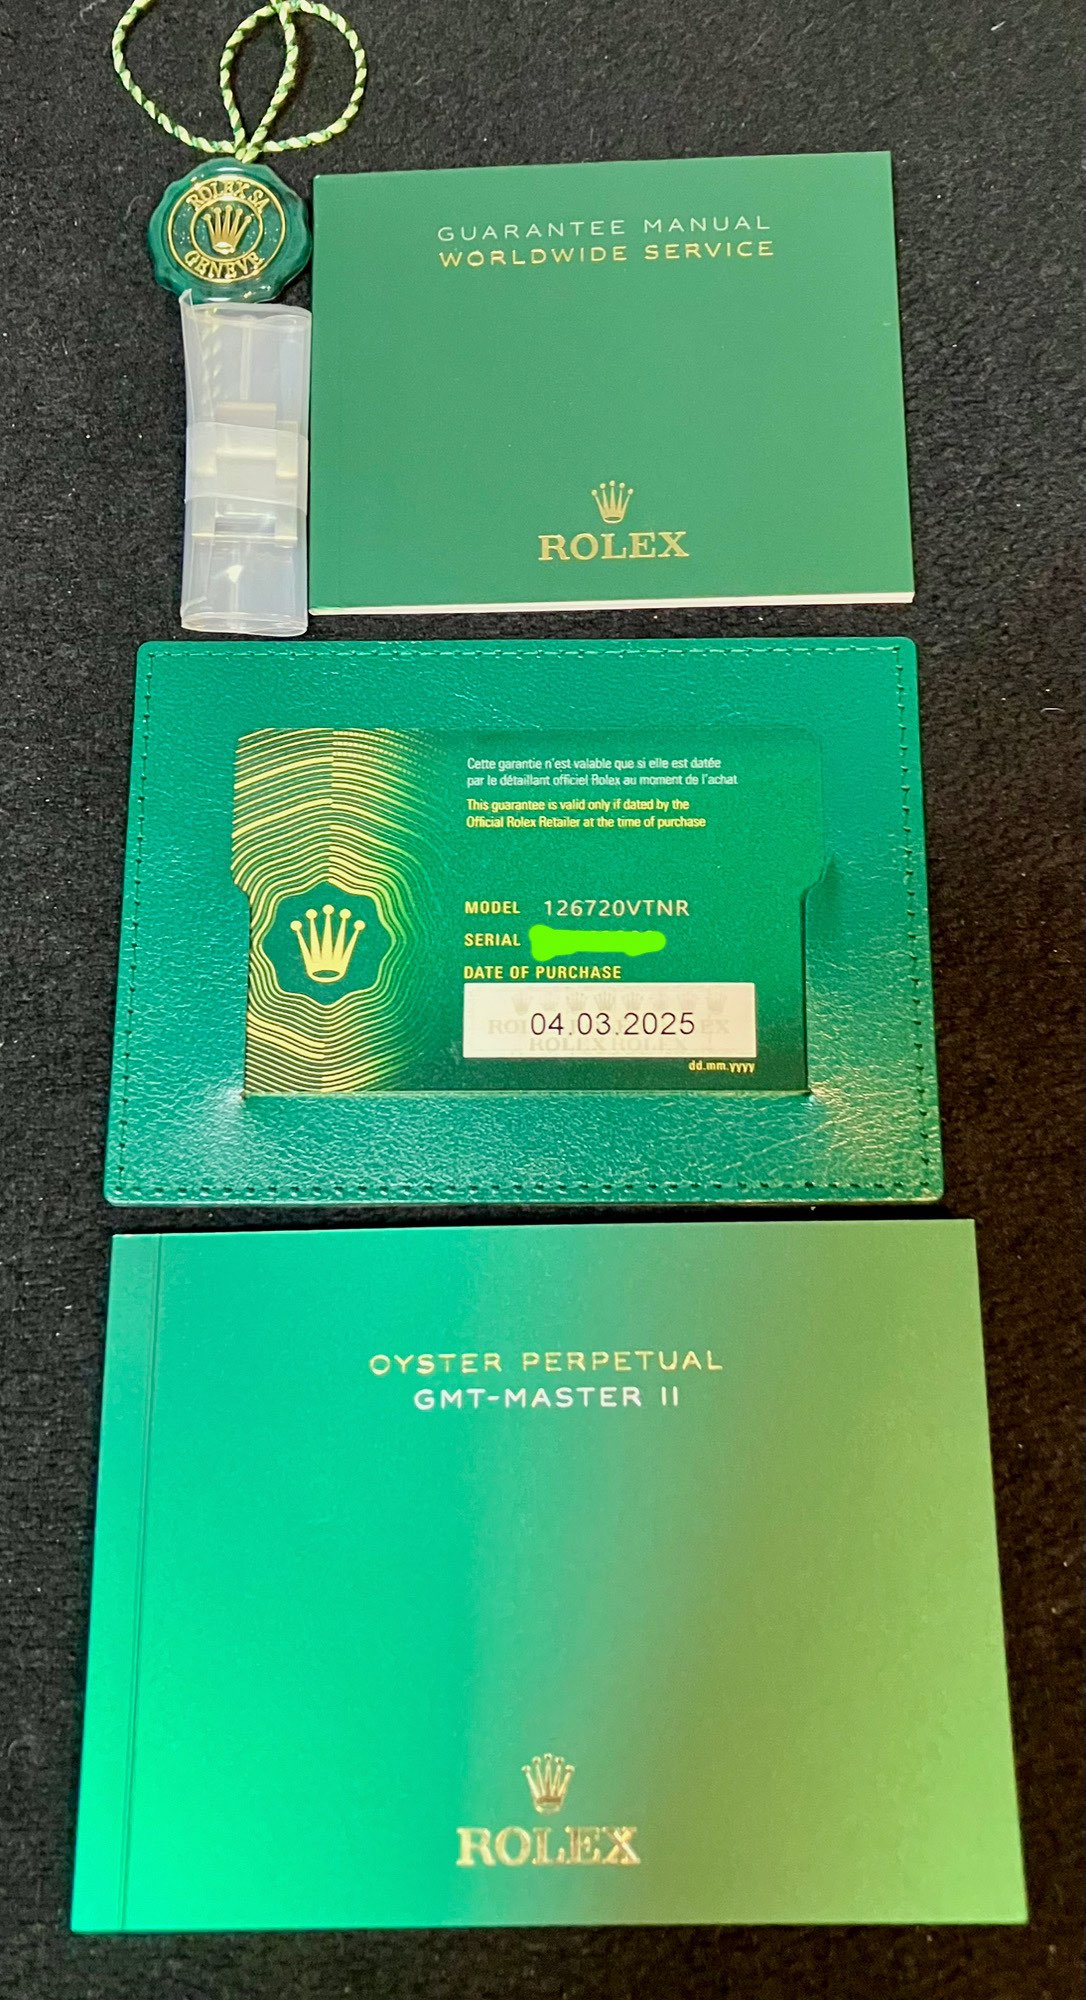 ROLEX SA
GENEVE
GUARANTEE MANUAL
WORLDWIDE SERVICE
ROLEX
Cette garantie n'est valable que si elle est datée
par le détaillant officiel Rolex au moment de l'achat
This guarantee is valid only if dated by the
Official Rolex Retailer at the time of purchase
MODEL 126720VTNR
SERIAL
DATE OF PURCHASE
04.03.2025
ROLEX ROLEX
dd.mm.yyyy
OYSTER PERPETUAL
GMT-MASTER II
ROLEX